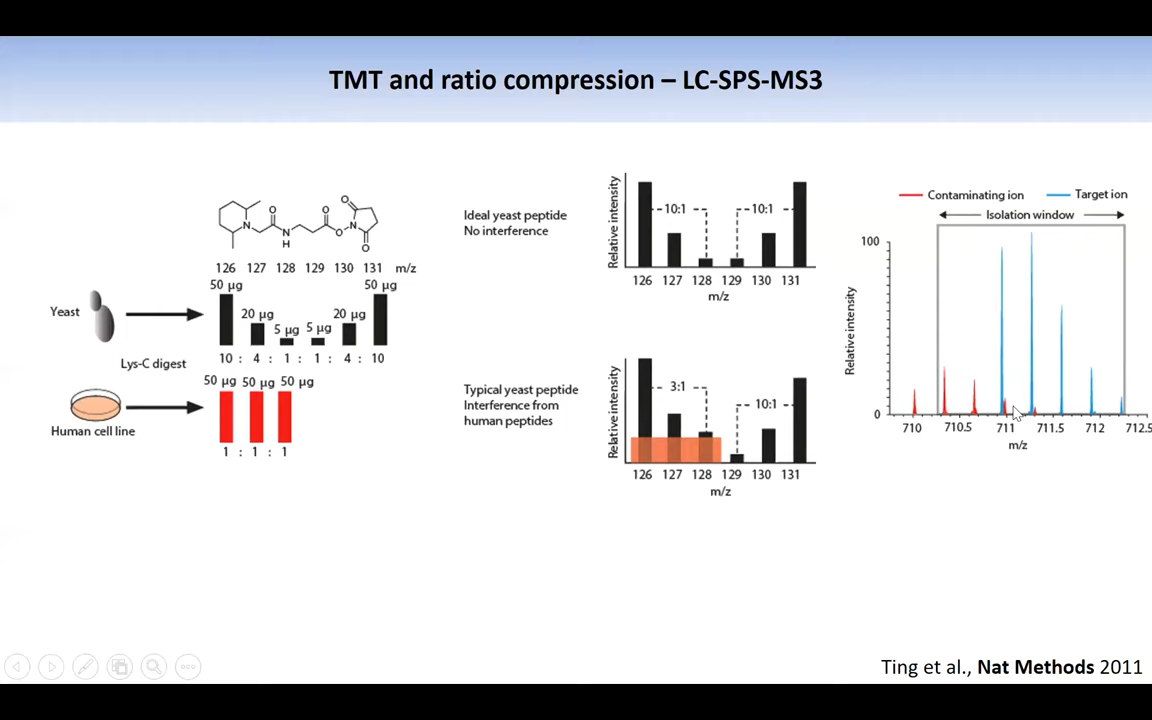 TMT and ratio compression – LC-SPS-MS3
O
N
O
N
H
O
O
N
O
O
126 127 128 129 130 131 m/z
50 µg 50 µg
20 µg 20 µg
5 µg 5 µg
Yeast
10 : 4 : 1 : 1 : 4 : 10
Lys-C digest
50 µg 50 µg 50 µg
Human cell line
1 : 1 : 1
Ideal yeast peptide
No interference
Relative intensity
10:1 10:1
126 127 128 129 130 131
m/z
Typical yeast peptide
Interference from
human peptides
Relative intensity
3:1
10:1
126 127 128 129 130 131
m/z
Contaminating ion Target ion
Isolation window
100
Relative intensity
0
710 710.5 711 711.5 712 712.5
m/z
Ting et al., Nat Methods 2011